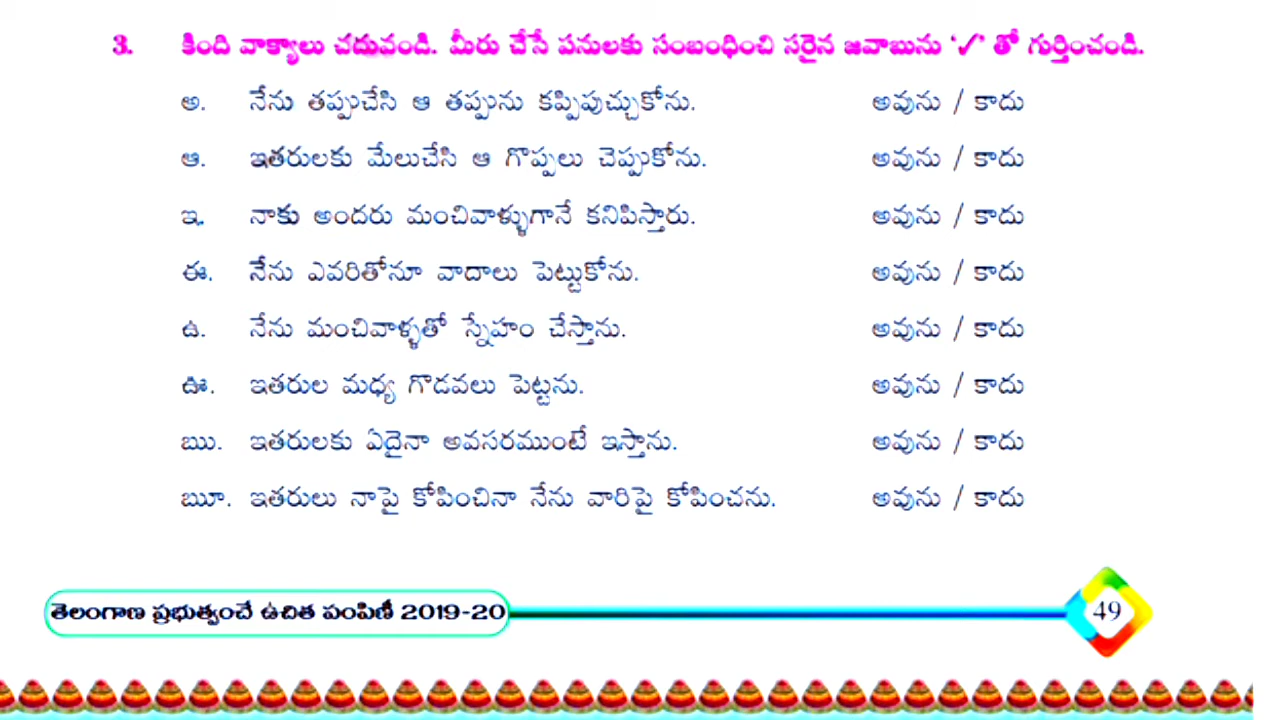 3. కింది వాక్యాలు చదువండి. మీరు చేసే పనులకు సంబంధించి సరైన జవాబును '✓' తో గుర్తించండి.
అ. నేను తప్పుచేసి ఆ తప్పును కప్పిపుచ్చుకోను. అవును / కాదు
ఆ. ఇతరులకు మేలుచేసి ఆ గొప్పలు చెప్పుకోను. అవును / కాదు
ఇ. నాకు అందరు మంచివాళ్ళుగానే కనిపిస్తారు. అవును / కాదు
ఈ. నేను ఎవరితోనూ వాదాలు పెట్టుకోను. అవును / కాదు
ఉ. నేను మంచివాళ్ళతో స్నేహం చేస్తాను. అవును / కాదు
ఊ. ఇతరుల మధ్య గొడవలు పెట్టను. అవును / కాదు
ఋ. ఇతరులకు ఏదైనా అవసరముంటే ఇస్తాను. అవును / కాదు
ౠ. ఇతరులు నాపై కోపించినా నేను వారిపై కోపించను. అవును / కాదు
తెలంగాణ ప్రభుత్వంచే ఉచిత పంపిణీ 2019-20 49